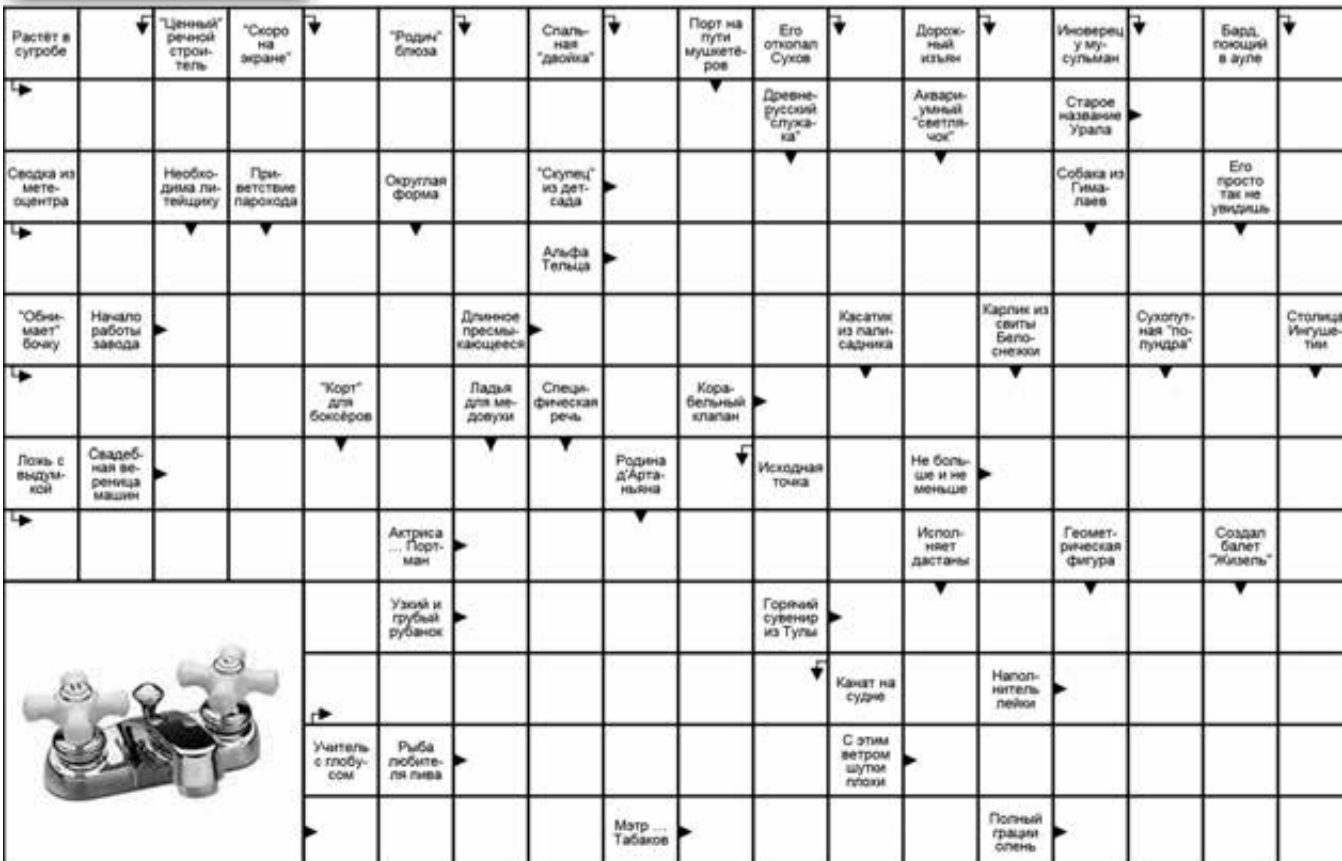 Растёт в
сугробе
"Ценный"
речной
строи-
тель
"Скоро
на
экране"
"Родич"
блюза
Спаль-
ная
"двойка"
Порт на
пути
мушкетё-
ров
Его
откопал
Сухов
Дорож-
ный
изъян
Иноверец
у му-
сульман
Бард,
поющий
в ауле
Древне-
русский
"служа-
ка"
Аквари-
умный
"светля-
чок"
Старое
название
Урала
Сводка из
мете-
оцентра
Необхо-
дима ли-
тейщику
При-
ветствие
парохода
Округлая
форма
"Скупец"
из дет-
сада
Собака из
Гима-
лаев
Его
просто
так не
увидишь
Альфа
Тельца
"Обни-
мает"
бочку
Начало
работы
завода
Длинное
пресмы-
кающееся
Касатик
из пали-
садника
Карлик из
свиты
Бело-
снежки
Сухопут-
ная "по-
лундра"
Столица
Ингуше-
тии
"Корт"
для
боксёров
Ладья
для ме-
довухи
Специ-
фическая
речь
Кора-
бельный
клапан
Ложь с
выдум-
кой
Свадеб-
ная ве-
реница
машин
Родина
д'Арта-
ньяна
Исходная
точка
Не боль-
ше и не
меньше
Актриса
... Порт-
ман
Испол-
няет
дастаны
Геомет-
рическая
фигура
Создал
балет
"Жизель"
Узкий и
грубый
рубанок
Горячий
сувенир
из Тулы
Канат на
судне
Напол-
нитель
лейки
Учитель
с глобу-
сом
Рыба
любите-
ля пива
С этим
ветром
шутки
плохи
Мэтр ...
Табаков
Полный
грации
олень